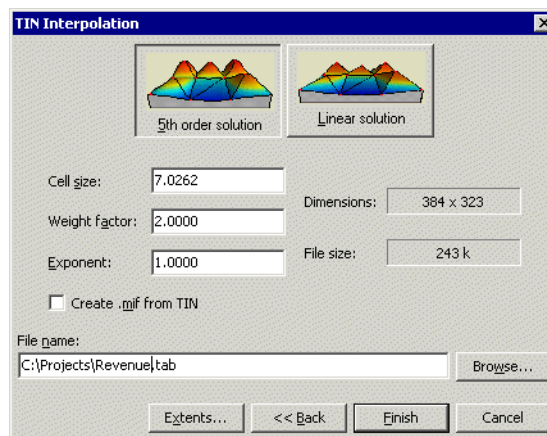 TIN Interpolation
5th order solution
Linear solution
Cell size: 7.0262
Dimensions: 384 x 323
Weight factor: 2.0000
File size: 243 k
Exponent: 1.0000
Create .mif from TIN
File name:
C:\Projects\Revenue.tab
Browse...
Extents... << Back Finish Cancel